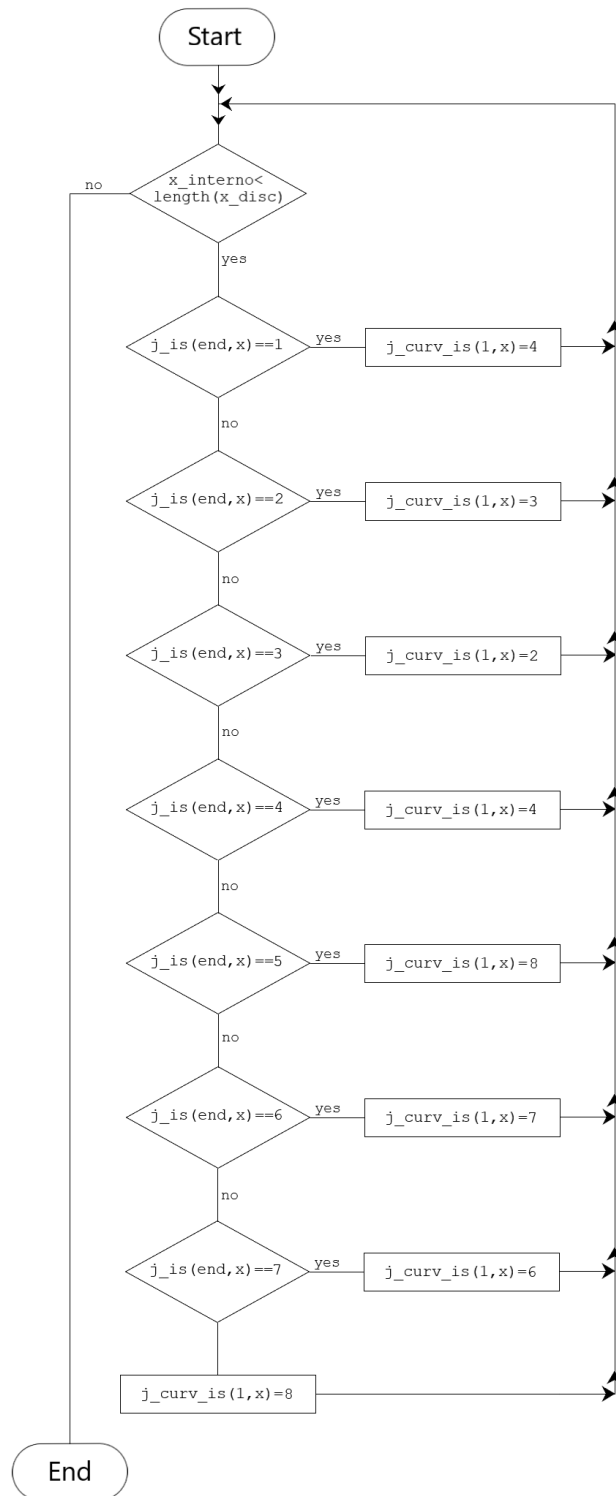 Start
no
x_interno<
length(x_disc)
yes
j_is(end,x)==1
yes
j_curv_is(1,x)=4
no
j_is(end,x)==2
yes
j_curv_is(1,x)=3
no
j_is(end,x)==3
yes
j_curv_is(1,x)=2
no
j_is(end,x)==4
yes
j_curv_is(1,x)=4
no
j_is(end,x)==5
yes
j_curv_is(1,x)=8
no
j_is(end,x)==6
yes
j_curv_is(1,x)=7
no
j_is(end,x)==7
yes
j_curv_is(1,x)=6
j_curv_is(1,x)=8
End